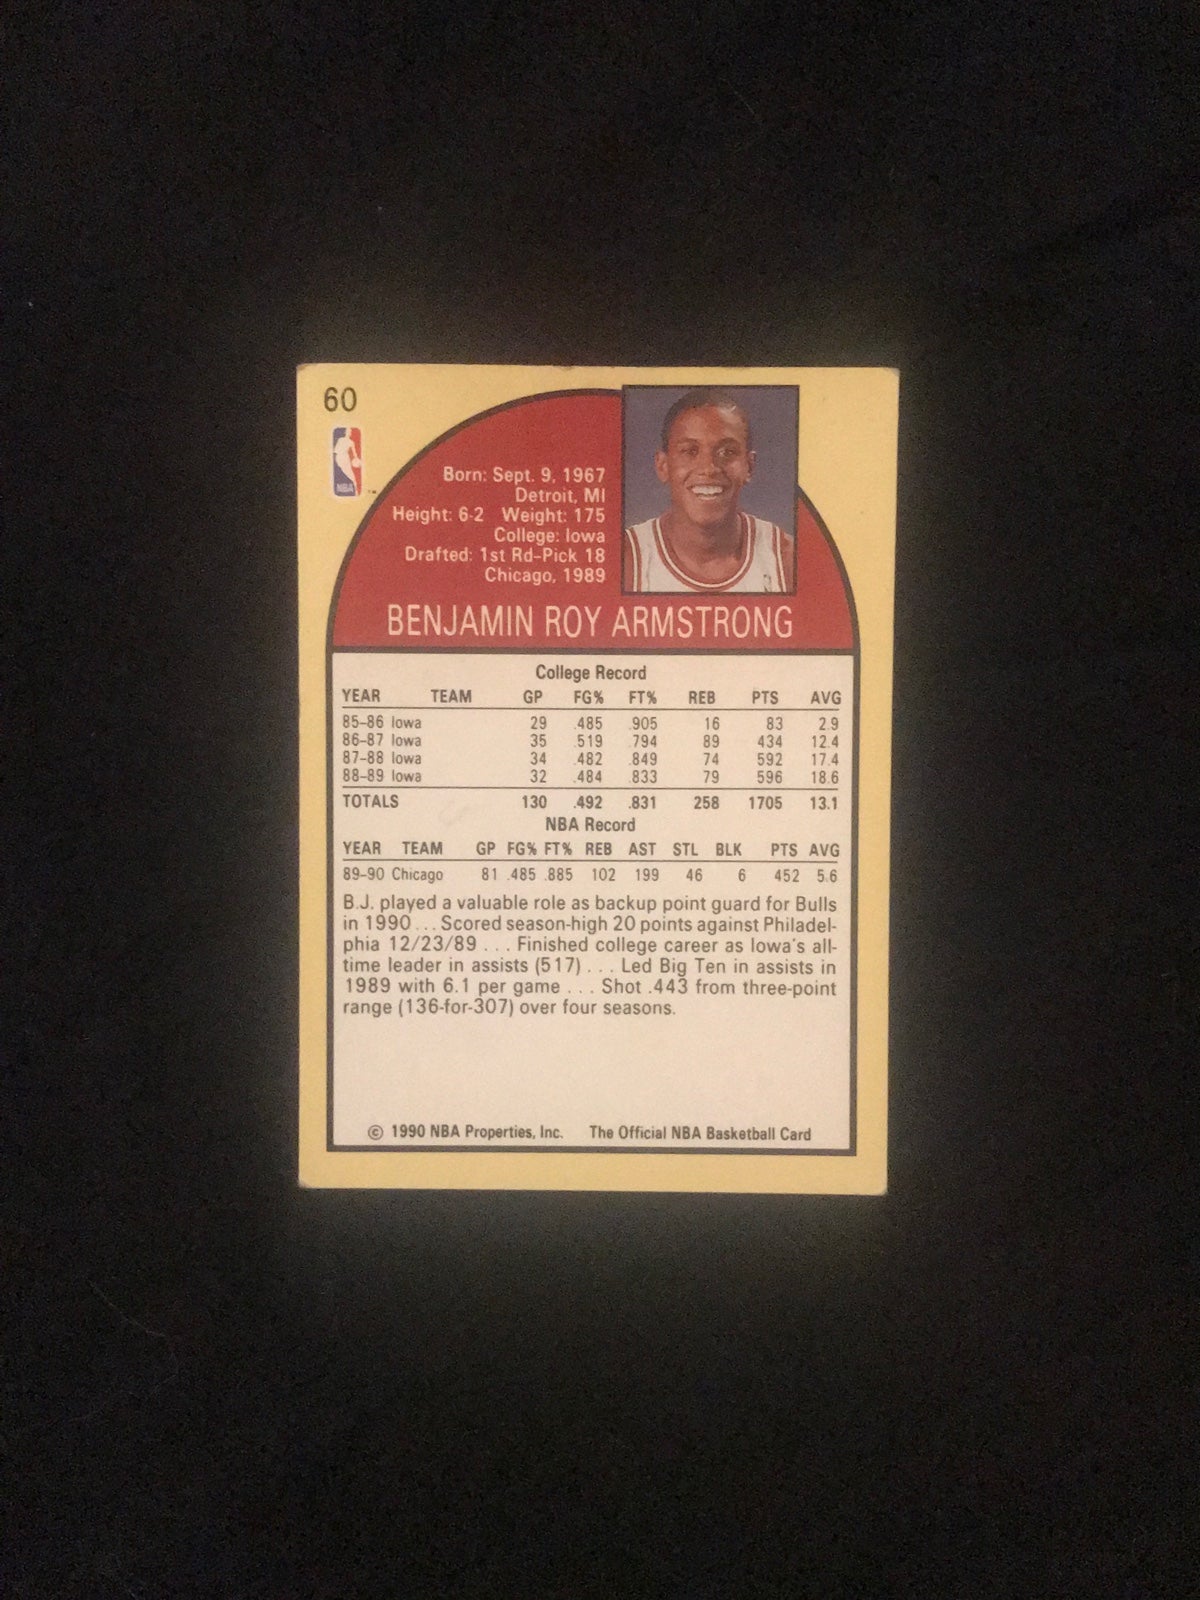 60
NBA
™
Born: Sept. 9, 1967
Detroit, MI
Height: 6-2 Weight: 175
College: Iowa
Drafted: 1st Rd-Pick 18
Chicago, 1989
BENJAMIN ROY ARMSTRONG
College Record
YEAR TEAM GP FG% FT% REB PTS AVG
85–86 Iowa 29 .485 .905 16 83 2.9
86–87 Iowa 35 .519 .794 89 434 12.4
87–88 Iowa 34 .482 .849 74 592 17.4
88–89 Iowa 32 .484 .833 79 596 18.6
TOTALS 130 .492 .831 258 1705 13.1
NBA Record
YEAR TEAM GP FG% FT% REB AST STL BLK PTS AVG
89–90 Chicago 81 .485 .885 102 199 46 6 452 5.6
B.J. played a valuable role as backup point guard for Bulls
in 1990 . . . Scored season-high 20 points against Philadel-
phia 12/23/89 . . . Finished college career as Iowa's all-
time leader in assists (517) . . . Led Big Ten in assists in
1989 with 6.1 per game . . . Shot .443 from three-point
range (136-for-307) over four seasons.
© 1990 NBA Properties, Inc. The Official NBA Basketball Card